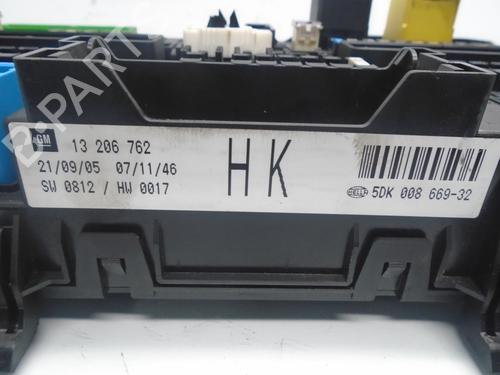 GM
13 206 762
21/09/05 07/11/46
SW 0812 / HW 0017
HK
HELLA 5DK 008 669-32
B-PARTS